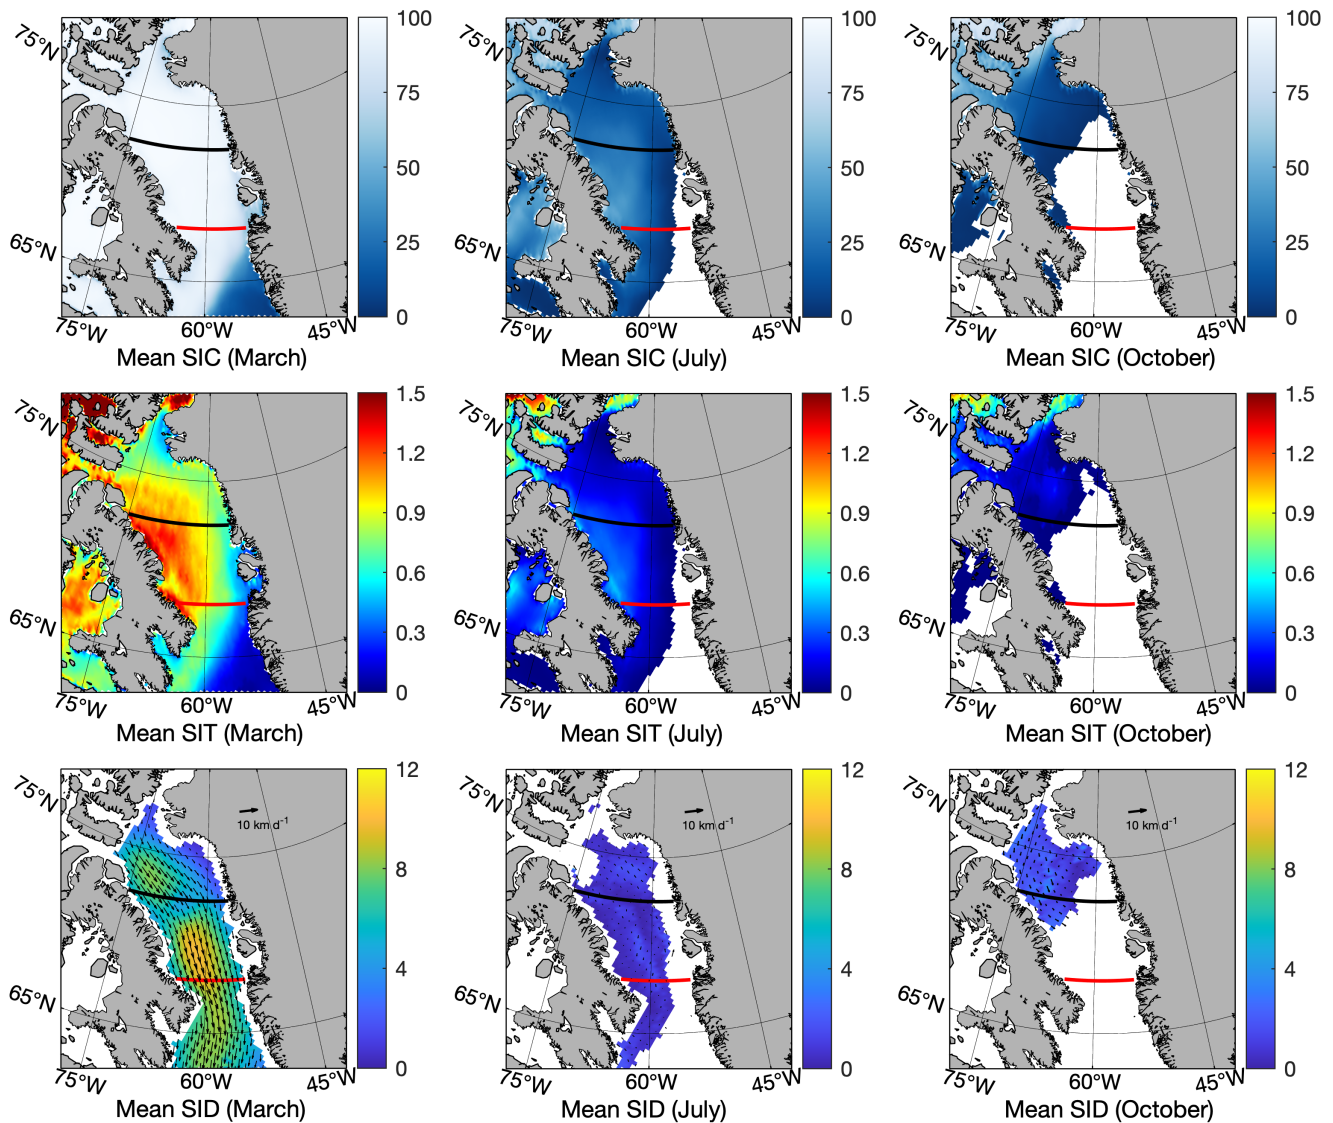 75°N
65°N
75°W
60°W
45°W
100
75
50
25
0
Mean SIC (March)
75°N
65°N
75°W
60°W
45°W
100
75
50
25
0
Mean SIC (July)
75°N
65°N
75°W
60°W
45°W
100
75
50
25
0
Mean SIC (October)
75°N
65°N
75°W
60°W
45°W
1.5
1.2
0.9
0.6
0.3
0
Mean SIT (March)
75°N
65°N
75°W
60°W
45°W
1.5
1.2
0.9
0.6
0.3
0
Mean SIT (July)
75°N
65°N
75°W
60°W
45°W
1.5
1.2
0.9
0.6
0.3
0
Mean SIT (October)
75°N
10 km d⁻¹
65°N
75°W
60°W
45°W
12
8
4
0
Mean SID (March)
75°N
10 km d⁻¹
65°N
75°W
60°W
45°W
12
8
4
0
Mean SID (July)
75°N
10 km d⁻¹
65°N
75°W
60°W
45°W
12
8
4
0
Mean SID (October)